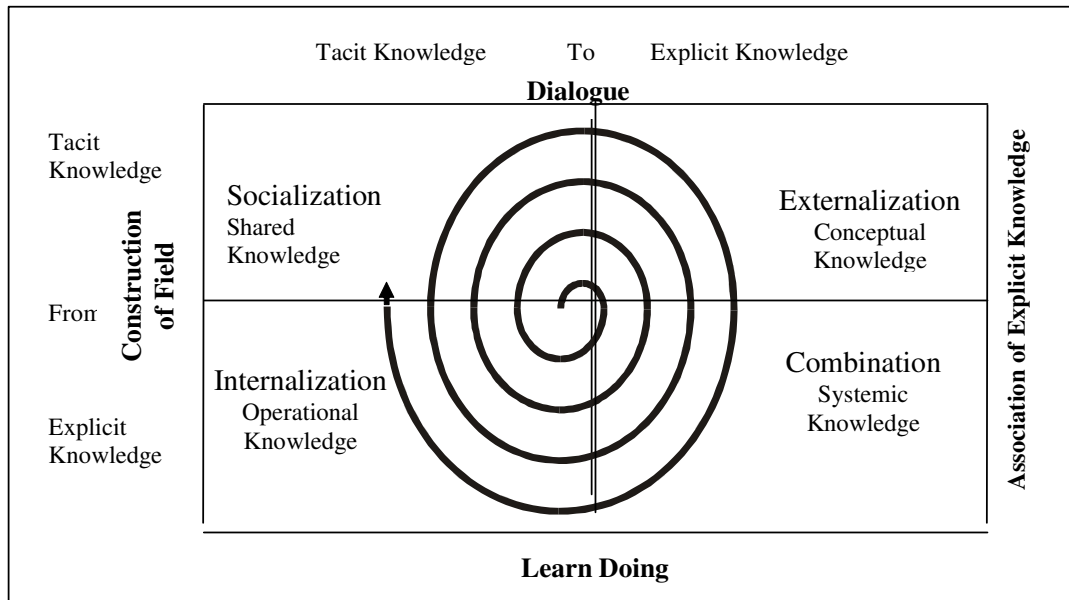 Tacit Knowledge To Explicit Knowledge
Dialogue
Tacit
Knowledge
Socialization
Shared
Knowledge
Externalization
Conceptual
Knowledge
From
Construction
of Field
Association of Explicit Knowledge
Internalization
Operational
Knowledge
Combination
Systemic
Knowledge
Explicit
Knowledge
Learn Doing